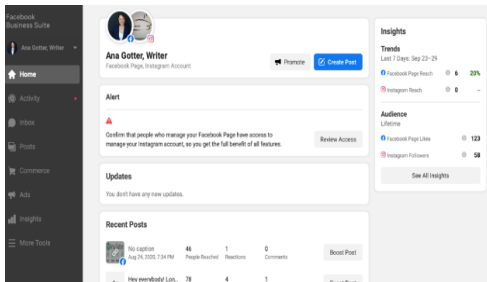 Facebook
Business Suite
Ana Gotter, Writer
Home
Activity
Inbox
Posts
Commerce
Ads
Insights
More Tools
Ana Gotter, Writer
Facebook Page, Instagram Account
Promote
Create Post
Alert
Confirm that people who manage your Facebook Page have access to
manage your Instagram account, so you get the full benefit of all features.
Review Access
Updates
You don't have any new updates.
Recent Posts
No caption 46 1 0
Aug 24, 2020, 7:04 PM People Reached Reactions Comments
Boost Post
Hey everybody! Lon... 78 4 1
Boost Post
Insights
Trends
Last 7 Days: Sep 23–29
Facebook Page Reach 6 20%
Instagram Reach 0 --
Audience
Lifetime
Facebook Page Likes 123
Instagram Followers 58
See All Insights